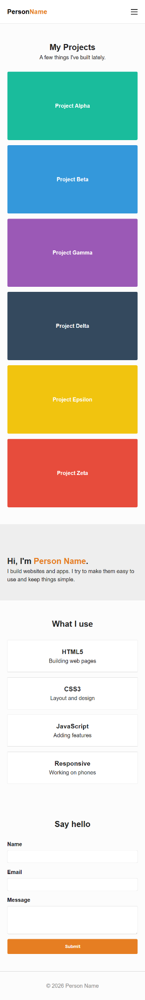 PersonName
My Projects
A few things I've built lately.
Project Alpha
Project Beta
Project Gamma
Project Delta
Project Epsilon
Project Zeta
Hi, I'm Person Name.
I build websites and apps. I try to make them easy to
use and keep things simple.
What I use
HTML5
Building web pages
CSS3
Layout and design
JavaScript
Adding features
Responsive
Working on phones
Say hello
Name
Email
Message
Submit
© 2026 Person Name